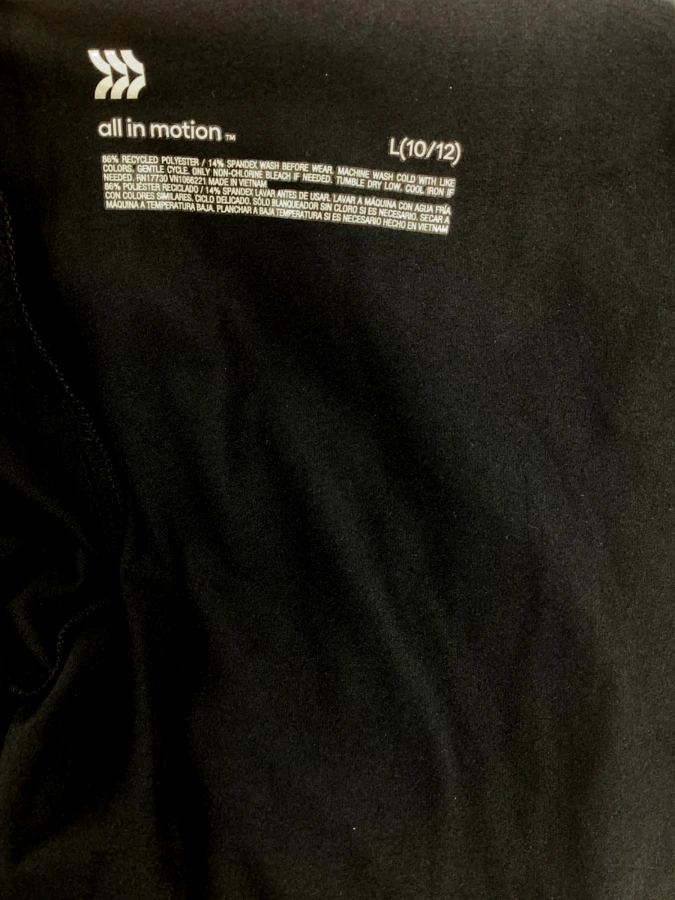 all in motion™
L(10/12)
86% RECYCLED POLYESTER / 14% SPANDEX WASH BEFORE WEAR. MACHINE WASH COLD WITH LIKE
COLORS, GENTLE CYCLE. ONLY NON-CHLORINE BLEACH IF NEEDED. TUMBLE DRY LOW. COOL IRON IF
NEEDED. RN17730 VN1066221 MADE IN VIETNAM
86% POLIÉSTER RECICLADO / 14% SPANDEX LAVAR ANTES DE USAR. LAVAR A MÁQUINA CON AGUA FRÍA
CON COLORES SIMILARES, CICLO DELICADO. SÓLO BLANQUEADOR SIN CLORO SI ES NECESARIO. SECAR A
MÁQUINA A TEMPERATURA BAJA. PLANCHAR A BAJA TEMPERATURA SI ES NECESARIO HECHO EN VIETNAM